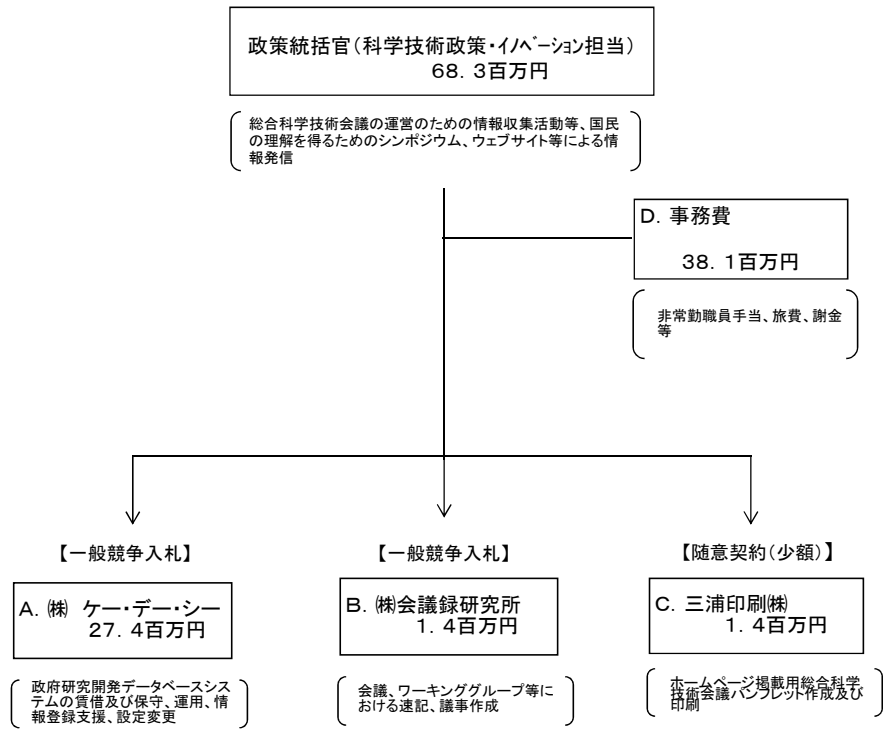 政策統括官（科学技術政策・イノベーション担当）
68．3百万円
総合科学技術会議の運営のための情報収集活動等、国民
の理解を得るためのシンポジウム、ウェブサイト等による情
報発信
D．事務費
38．1百万円
非常勤職員手当、旅費、謝金
等
【一般競争入札】
【一般競争入札】
【随意契約（少額）】
A．㈱　ケー・デー・シー
27．4百万円
B．㈱会議録研究所
1．4百万円
C．三浦印刷㈱
1．4百万円
政府研究開発データベースシス
テムの賃借及び保守、運用、情
報登録支援、設定変更
会議、ワーキンググループ等に
おける速記、議事作成
ホームページ掲載用総合科学
技術会議パンフレット作成及び
印刷